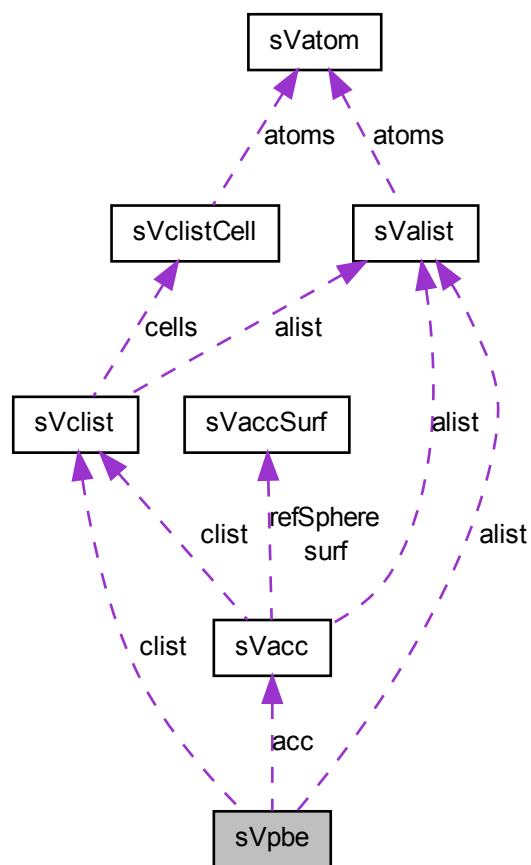 sVatom
atoms
atoms
sVclistCell
sValist
cells
alist
sVclist
sVaccSurf
alist
clist
refSphere
surf
alist
clist
sVacc
acc
sVpbe